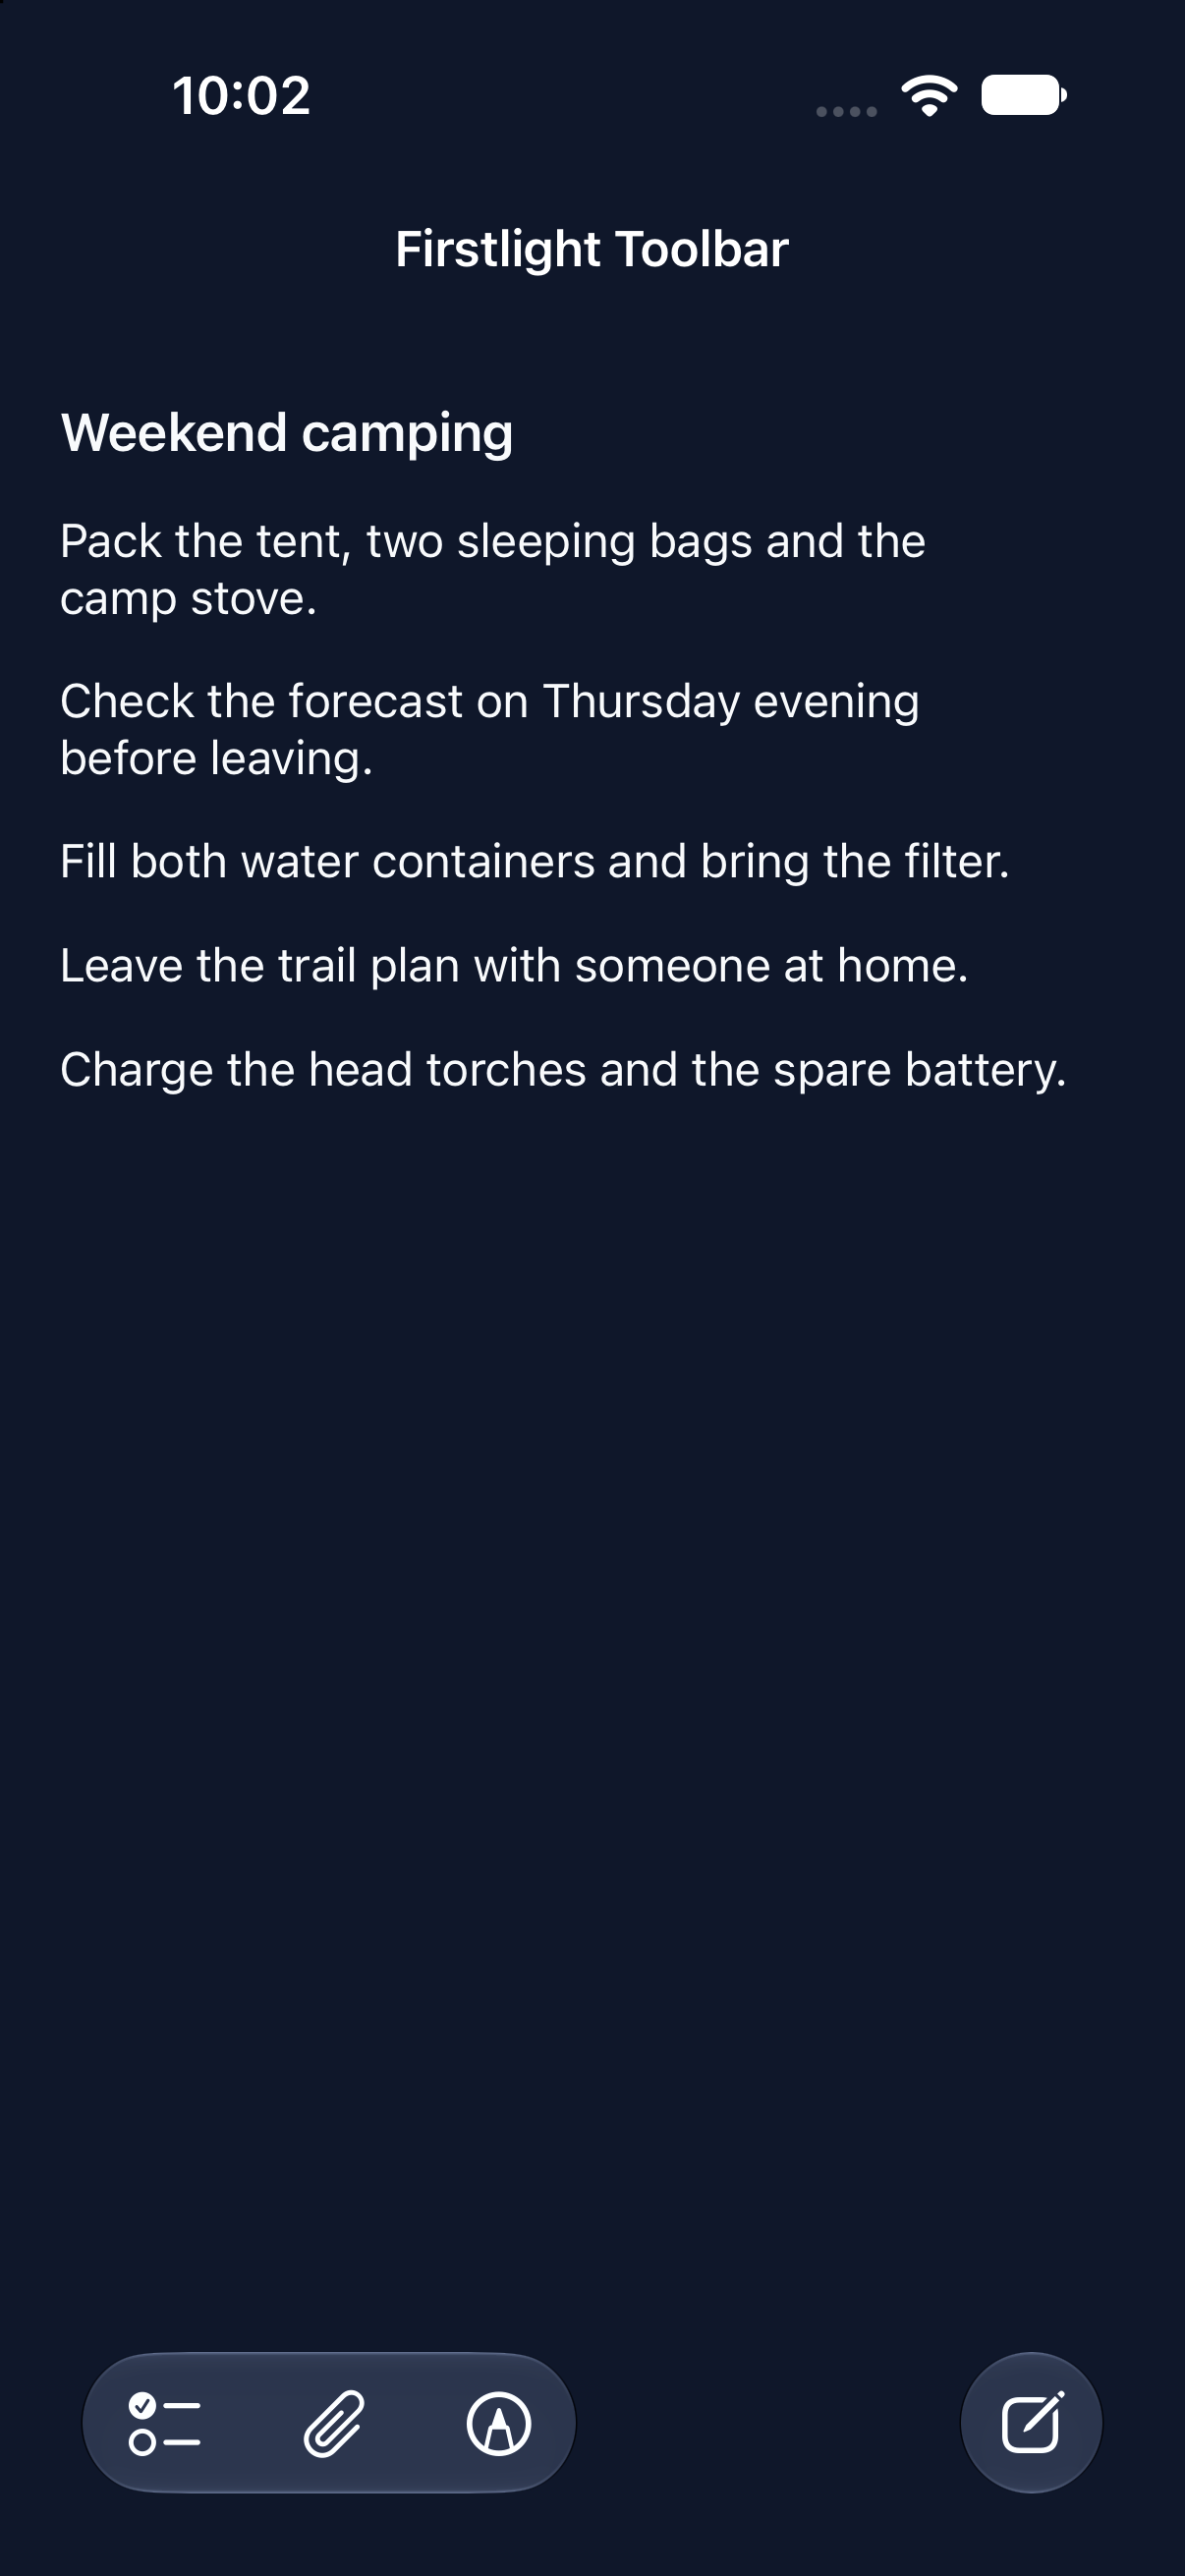 10:02
Firstlight Toolbar
Weekend camping
Pack the tent, two sleeping bags and the
camp stove.
Check the forecast on Thursday evening
before leaving.
Fill both water containers and bring the filter.
Leave the trail plan with someone at home.
Charge the head torches and the spare battery.